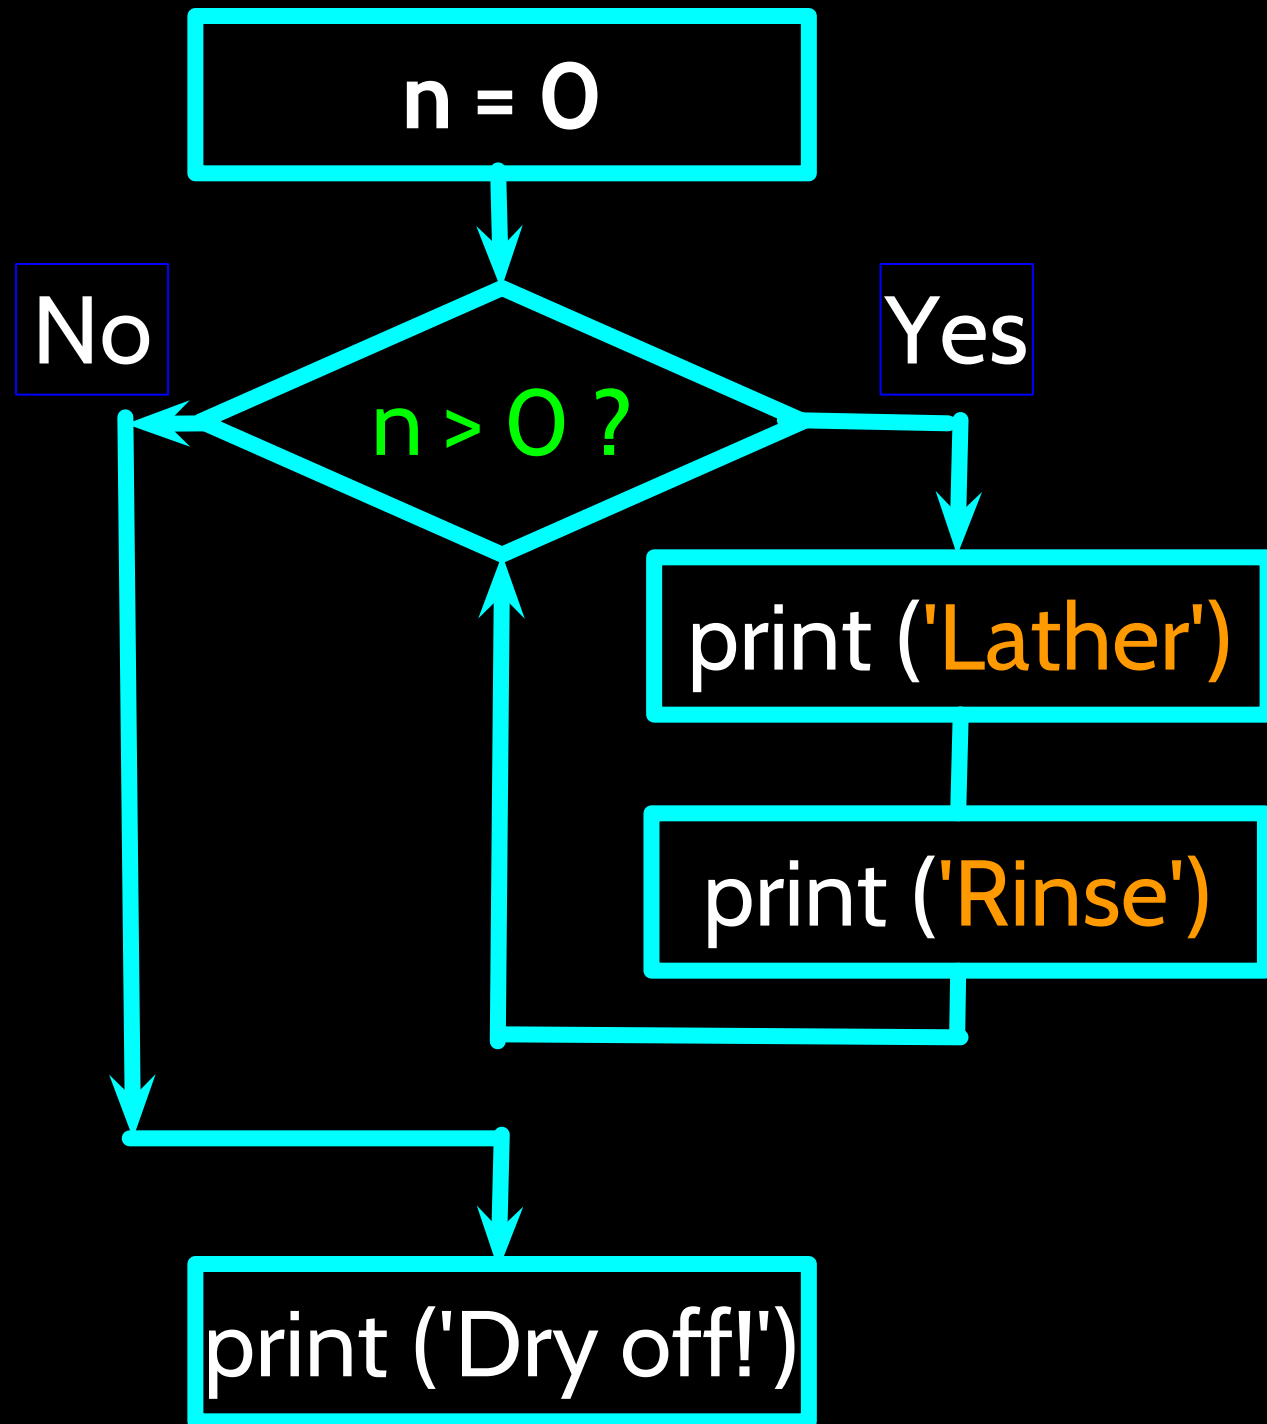 n = 0
No
Yes
n > 0 ?
print ('Lather')
print ('Rinse')
print ('Dry off!')